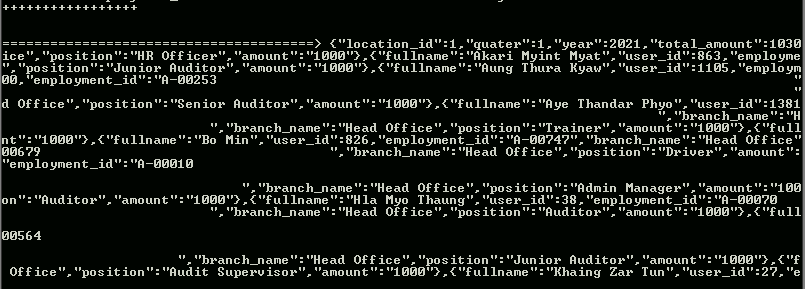 +++++++++++++++++
=======================================> {"location_id":1,"quater":1,"year":2021,"total_amount":1030
ice","position":"HR Officer","amount":"1000"},{"fullname":"Akari Myint Myat","user_id":863,"employme
","position":"Junior Auditor","amount":"1000"},{"fullname":"Aung Thura Kyaw","user_id":1105,"employm
00,"employment_id":"A-00253
"
"
d Office","position":"Senior Auditor","amount":"1000"},{"fullname":"Aye Thandar Phyo","user_id":1381
","branch_name":"H
","branch_name":"Head Office","position":"Trainer","amount":"1000"},{"full
nt":"1000"},{"fullname":"Bo Min","user_id":826,"employment_id":"A-00747","branch_name":"Head Office"
00679 ","branch_name":"Head Office","position":"Driver","amount":
"employment_id":"A-00010
","branch_name":"Head Office","position":"Admin Manager","amount":"100
on":"Auditor","amount":"1000"},{"fullname":"Hla Myo Thaung","user_id":38,"employment_id":"A-00070
","branch_name":"Head Office","position":"Auditor","amount":"1000"},{"full
00564
","branch_name":"Head Office","position":"Junior Auditor","amount":"1000"},{"f
Office","position":"Audit Supervisor","amount":"1000"},{"fullname":"Khaing Zar Tun","user_id":27,"e